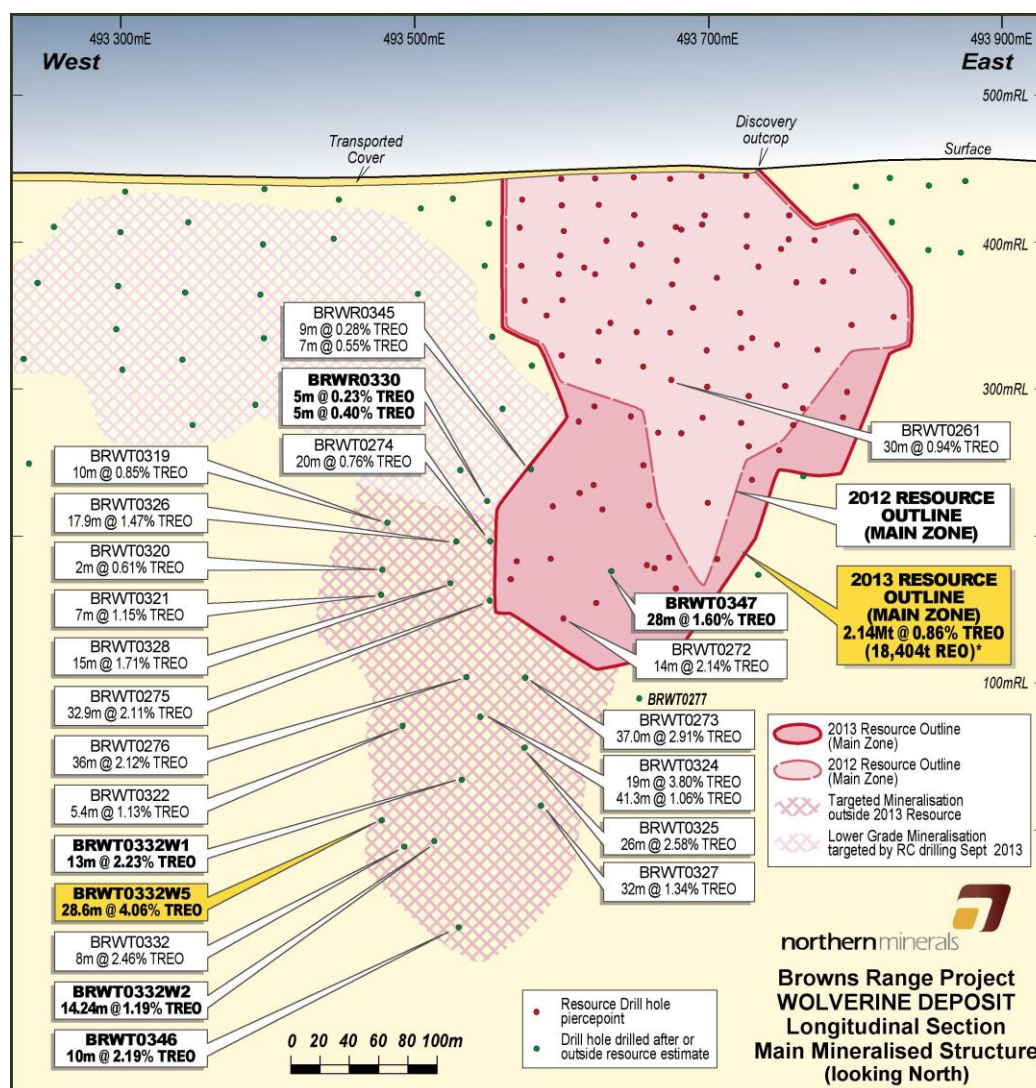 493 300mE
493 500mE
493 700mE
493 900mE
West
East
500mRL
Transported
Cover
Discovery
outcrop
Surface
400mRL
BRWR0345
9m @ 0.28% TREO
7m @ 0.55% TREO
300mRL
BRWR0330
5m @ 0.23% TREO
5m @ 0.40% TREO
BRWT0261
30m @ 0.94% TREO
BRWT0274
20m @ 0.76% TREO
BRWT0319
10m @ 0.85% TREO
2012 RESOURCE
OUTLINE
(MAIN ZONE)
BRWT0326
17.9m @ 1.47% TREO
BRWT0320
2m @ 0.61% TREO
2013 RESOURCE
OUTLINE
(MAIN ZONE)
2.14Mt @ 0.86% TREO
(18,404t REO)*
BRWT0321
7m @ 1.15% TREO
BRWT0347
28m @ 1.60% TREO
BRWT0328
15m @ 1.71% TREO
BRWT0272
14m @ 2.14% TREO
100mRL
BRWT0275
32.9m @ 2.11% TREO
BRWT0277
BRWT0273
37.0m @ 2.91% TREO
BRWT0276
36m @ 2.12% TREO
BRWT0324
19m @ 3.80% TREO
41.3m @ 1.06% TREO
BRWT0322
5.4m @ 1.13% TREO
BRWT0325
26m @ 2.58% TREO
BRWT0332W1
13m @ 2.23% TREO
BRWT0327
32m @ 1.34% TREO
BRWT0332W5
28.6m @ 4.06% TREO
BRWT0332
8m @ 2.46% TREO
BRWT0332W2
14.24m @ 1.19% TREO
BRWT0346
10m @ 2.19% TREO
2013 Resource Outline
(Main Zone)
2012 Resource Outline
(Main Zone)
Targeted Mineralisation
outside 2013 Resource
Lower Grade Mineralisation
targeted by RC drilling Sept 2013
northernminerals
Browns Range Project
WOLVERINE DEPOSIT
Longitudinal Section
Main Mineralised Structure
(looking North)
Resource Drill hole
piercepoint
Drill hole drilled after or
outside resource estimate
0 20 40 60 80 100m